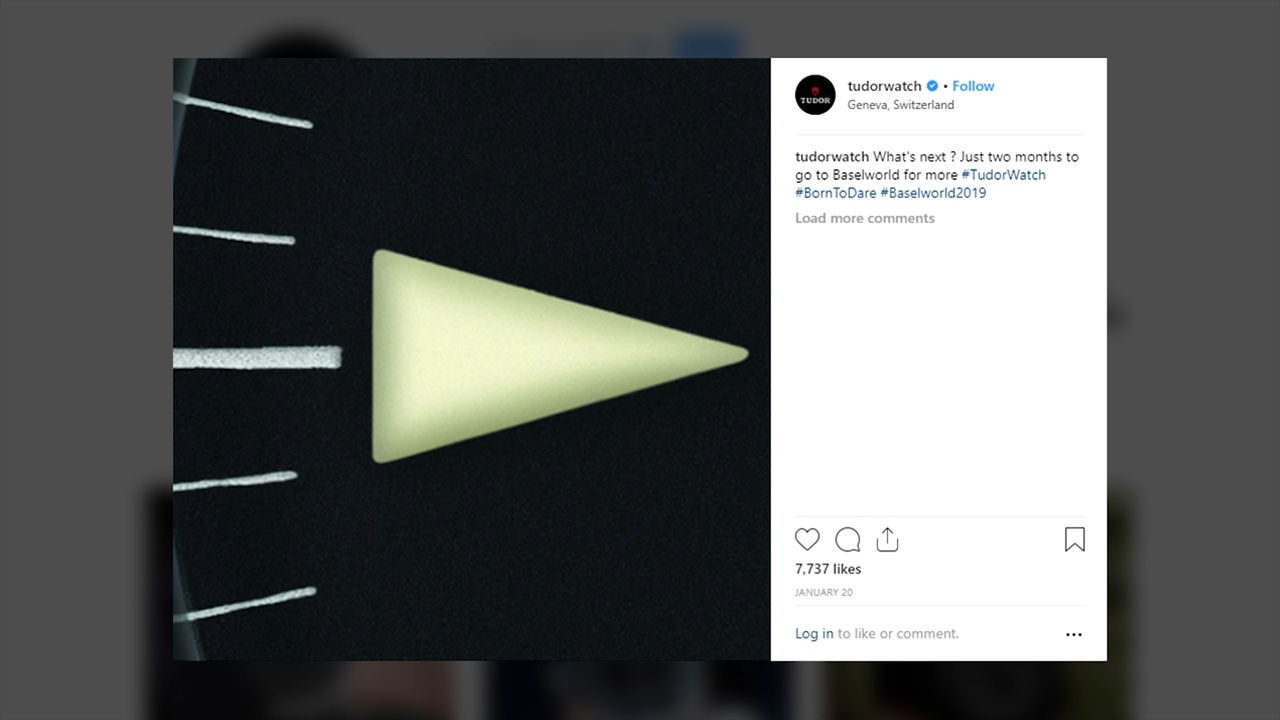 TUDOR
tudorwatch • Follow
Geneva, Switzerland
tudorwatch What's next ? Just two months to
go to Baselworld for more #TudorWatch
#BornToDare #Baselworld2019
Load more comments
7,737 likes
JANUARY 20
Log in to like or comment.